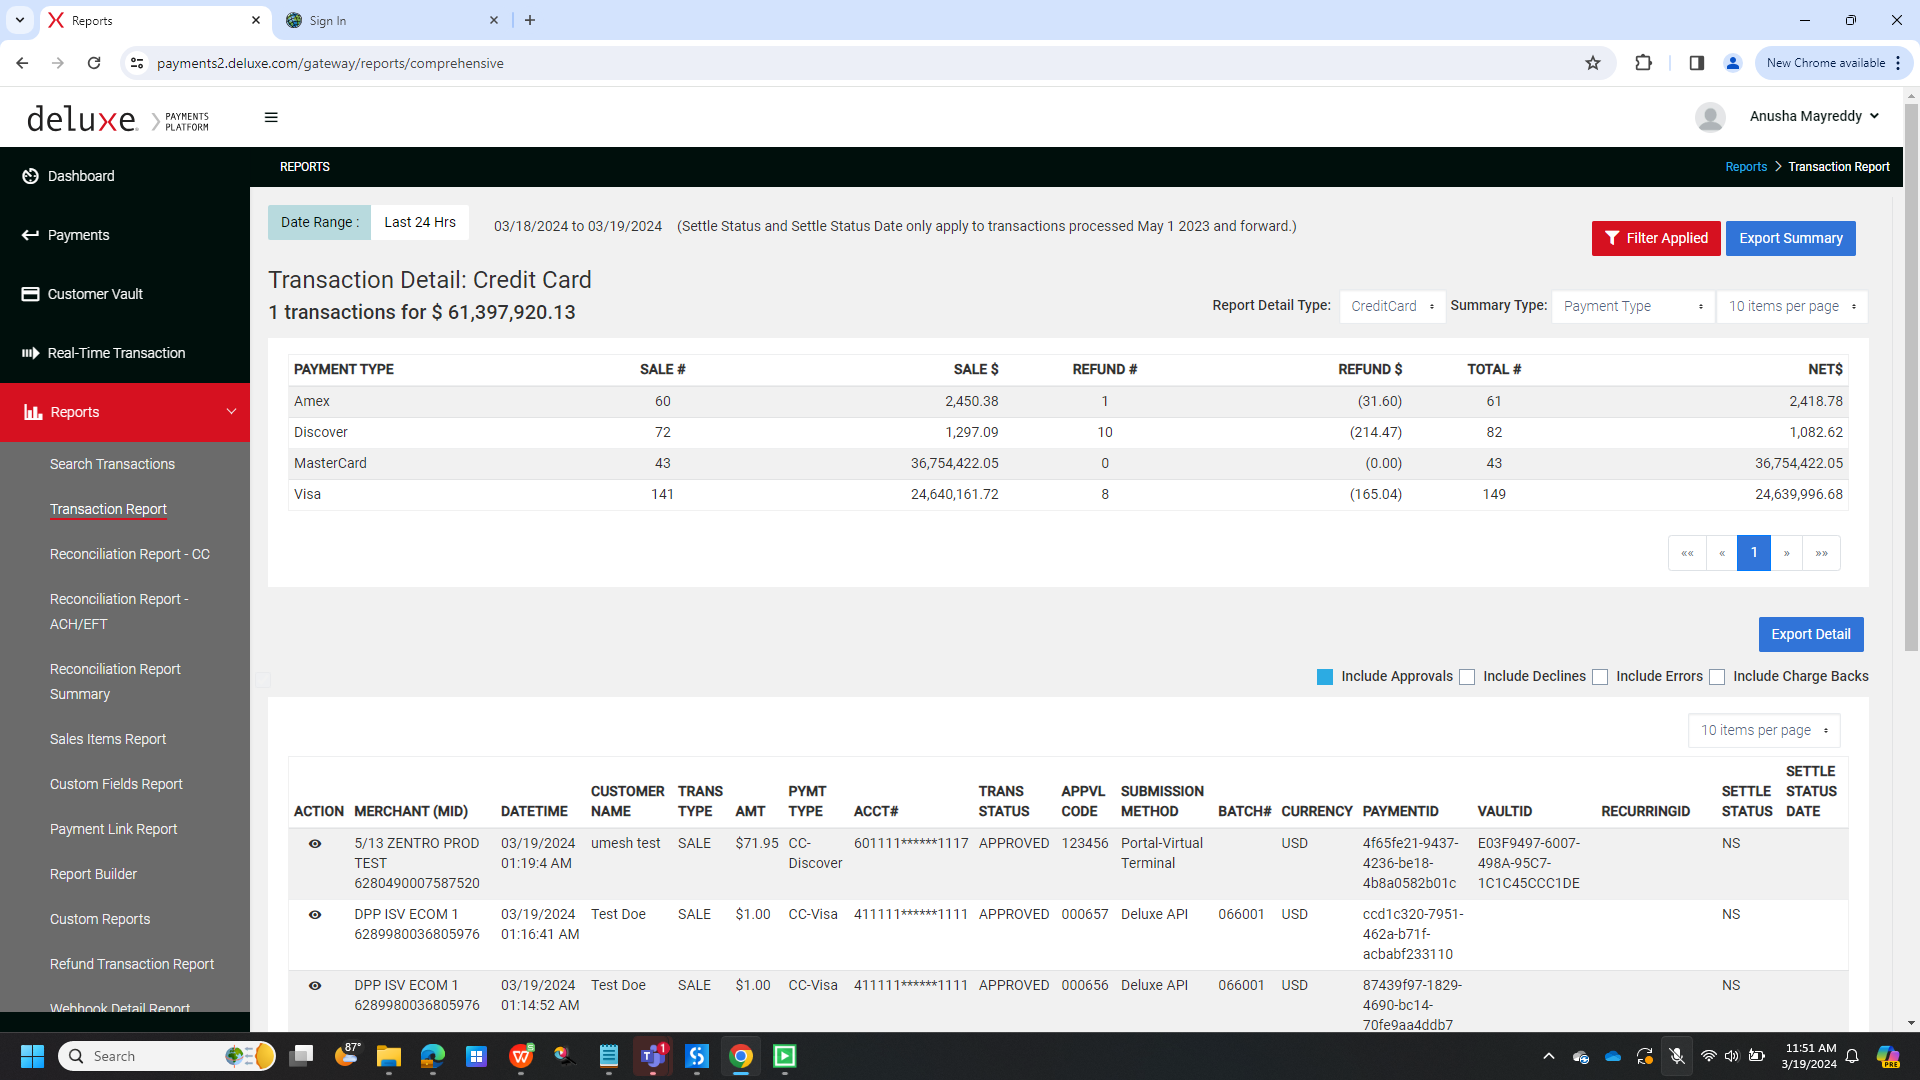 Reports
Sign In
payments2.deluxe.com/gateway/reports/comprehensive
New Chrome available
deluxe. PAYMENTS PLATFORM
Anusha Mayreddy
Dashboard
Payments
Customer Vault
Real-Time Transaction
Reports
Search Transactions
Transaction Report
Reconciliation Report - CC
Reconciliation Report -
ACH/EFT
Reconciliation Report
Summary
Sales Items Report
Custom Fields Report
Payment Link Report
Report Builder
Custom Reports
Refund Transaction Report
Webhook Detail Report
REPORTS
Reports > Transaction Report
Date Range : Last 24 Hrs 03/18/2024 to 03/19/2024 (Settle Status and Settle Status Date only apply to transactions processed May 1 2023 and forward.)
Filter Applied Export Summary
Transaction Detail: Credit Card
1 transactions for $ 61,397,920.13
Report Detail Type: CreditCard Summary Type: Payment Type 10 items per page
PAYMENT TYPE SALE # SALE $ REFUND # REFUND $ TOTAL # NET$
Amex 60 2,450.38 1 (31.60) 61 2,418.78
Discover 72 1,297.09 10 (214.47) 82 1,082.62
MasterCard 43 36,754,422.05 0 (0.00) 43 36,754,422.05
Visa 141 24,640,161.72 8 (165.04) 149 24,639,996.68
«« « 1 » »»
Export Detail
Include Approvals Include Declines Include Errors Include Charge Backs
10 items per page
ACTION MERCHANT (MID) DATETIME CUSTOMER NAME TRANS TYPE AMT PYMT TYPE ACCT# TRANS STATUS APPVL CODE SUBMISSION METHOD BATCH# CURRENCY PAYMENTID VAULTID RECURRINGID SETTLE STATUS SETTLE STATUS DATE
5/13 ZENTRO PROD 03/19/2024 umesh test SALE $71.95 CC- 601111******1117 APPROVED 123456 Portal-Virtual USD 4f65fe21-9437- E03F9497-6007- NS
TEST 01:19:4 AM Discover Terminal 4236-be18- 498A-95C7-
6280490007587520 4b8a0582b01c 1C1C45CCC1DE
DPP ISV ECOM 1 03/19/2024 Test Doe SALE $1.00 CC-Visa 411111******1111 APPROVED 000657 Deluxe API 066001 USD ccd1c320-7951- NS
6289980036805976 01:16:41 AM 462a-b71f-
acbabf233110
DPP ISV ECOM 1 03/19/2024 Test Doe SALE $1.00 CC-Visa 411111******1111 APPROVED 000656 Deluxe API 066001 USD 87439f97-1829- NS
6289980036805976 01:14:52 AM 4690-bc14-
70fe9aa4ddb7
Search
87°
1
11:51 AM
3/19/2024
PRE